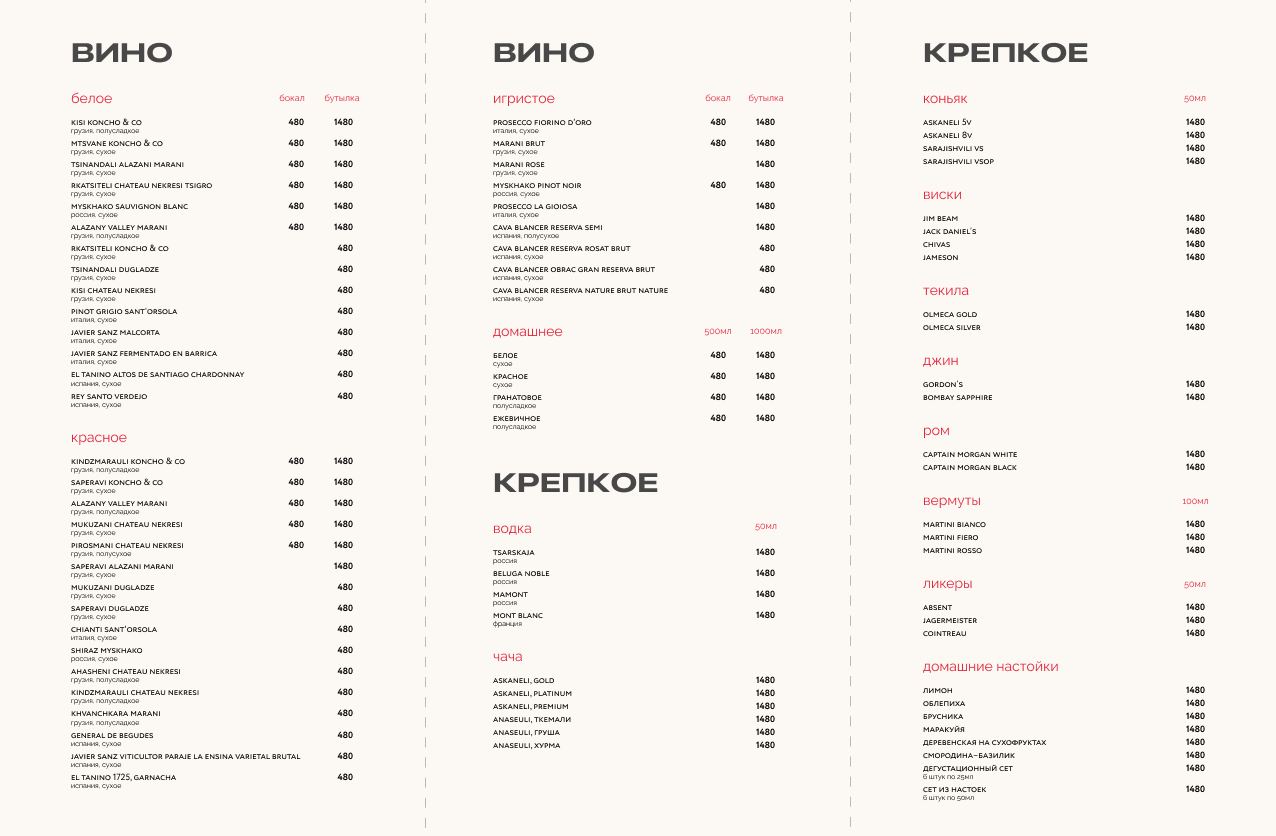 ВИНО
белое бокал бутылка
KISI KONCHO & CO 480 1480
грузия, полусладкое
MTSVANE KONCHO & CO 480 1480
грузия, сухое
TSINANDALI ALAZANI MARANI 480 1480
грузия, сухое
RKATSITELI CHATEAU NEKRESI TSIGRO 480 1480
грузия, сухое
MYSKHAKO SAUVIGNON BLANC 480 1480
россия, сухое
ALAZANY VALLEY MARANI 480 1480
грузия, полусладкое
RKATSITELI KONCHO & CO 480
грузия, сухое
TSINANDALI DUGLADZE 480
грузия, сухое
KISI CHATEAU NEKRESI 480
грузия, сухое
PINOT GRIGIO SANT'ORSOLA 480
италия, сухое
JAVIER SANZ MALCORTA 480
италия, сухое
JAVIER SANZ FERMENTADO EN BARRICA 480
италия, сухое
EL TANINO ALTOS DE SANTIAGO CHARDONNAY 480
испания, сухое
REY SANTO VERDEJO 480
испания, сухое
красное
KINDZMARAULI KONCHO & CO 480 1480
грузия, полусладкое
SAPERAVI KONCHO & CO 480 1480
грузия, сухое
ALAZANY VALLEY MARANI 480 1480
грузия, полусладкое
MUKUZANI CHATEAU NEKRESI 480 1480
грузия, сухое
PIROSMANI CHATEAU NEKRESI 480 1480
грузия, полусухое
SAPERAVI ALAZANI MARANI 1480
грузия, сухое
MUKUZANI DUGLADZE 480
грузия, сухое
SAPERAVI DUGLADZE 480
грузия, сухое
CHIANTI SANT'ORSOLA 480
италия, сухое
SHIRAZ MYSKHAKO 480
россия, сухое
AHASHENI CHATEAU NEKRESI 480
грузия, полусладкое
KINDZMARAULI CHATEAU NEKRESI 480
грузия, полусладкое
KHVANCHKARA MARANI 480
грузия, полусладкое
GENERAL DE BEGUDES 480
испания, сухое
JAVIER SANZ VITICULTOR PARAJE LA ENSINA VARIETAL BRUTAL 480
испания, сухое
EL TANINO 1725, GARNACHA 480
испания, сухое
ВИНО
игристое бокал бутылка
PROSECCO FIORINO D'ORO 480 1480
италия, сухое
MARANI BRUT 480 1480
грузия, сухое
MARANI ROSE 1480
грузия, сухое
MYSKHAKO PINOT NOIR 480 1480
россия, сухое
PROSECCO LA GIOIOSA 1480
италия, сухое
CAVA BLANCER RESERVA SEMI 1480
испания, полусухое
CAVA BLANCER RESERVA ROSAT BRUT 480
испания, сухое
CAVA BLANCER OBRAC GRAN RESERVA BRUT 480
испания, сухое
CAVA BLANCER RESERVA NATURE BRUT NATURE 480
испания, сухое
домашнее 500мл 1000мл
БЕЛОЕ 480 1480
сухое
КРАСНОЕ 480 1480
сухое
ГРАНАТОВОЕ 480 1480
полусладкое
ЕЖЕВИЧНОЕ 480 1480
полусладкое
КРЕПКОЕ
водка 50мл
TSARSKAJA 1480
россия
BELUGA NOBLE 1480
россия
МАМОНТ 1480
россия
MONT BLANC 1480
франция
чача
ASKANELI, GOLD 1480
ASKANELI, PLATINUM 1480
ASKANELI, PREMIUM 1480
ANASEULI, ТКЕМАЛИ 1480
ANASEULI, ГРУША 1480
ANASEULI, ХУРМА 1480
КРЕПКОЕ
коньяк 50мл
ASKANELI 5V 1480
ASKANELI 8V 1480
SARAJISHVILI VS 1480
SARAJISHVILI VSOP 1480
виски
JIM BEAM 1480
JACK DANIEL'S 1480
CHIVAS 1480
JAMESON 1480
текила
OLMECA GOLD 1480
OLMECA SILVER 1480
джин
GORDON'S 1480
BOMBAY SAPPHIRE 1480
ром
CAPTAIN MORGAN WHITE 1480
CAPTAIN MORGAN BLACK 1480
вермуты 100мл
MARTINI BIANCO 1480
MARTINI FIERO 1480
MARTINI ROSSO 1480
ликеры 50мл
ABSENT 1480
JAGERMEISTER 1480
COINTREAU 1480
домашние настойки
ЛИМОН 1480
ОБЛЕПИХА 1480
БРУСНИКА 1480
МАРАКУЙЯ 1480
ДЕРЕВЕНСКАЯ НА СУХОФРУКТАХ 1480
СМОРОДИНА-БАЗИЛИК 1480
ДЕГУСТАЦИОННЫЙ СЕТ 1480
6 штук по 25мл
СЕТ ИЗ НАСТОЕК 1480
6 штук по 50мл